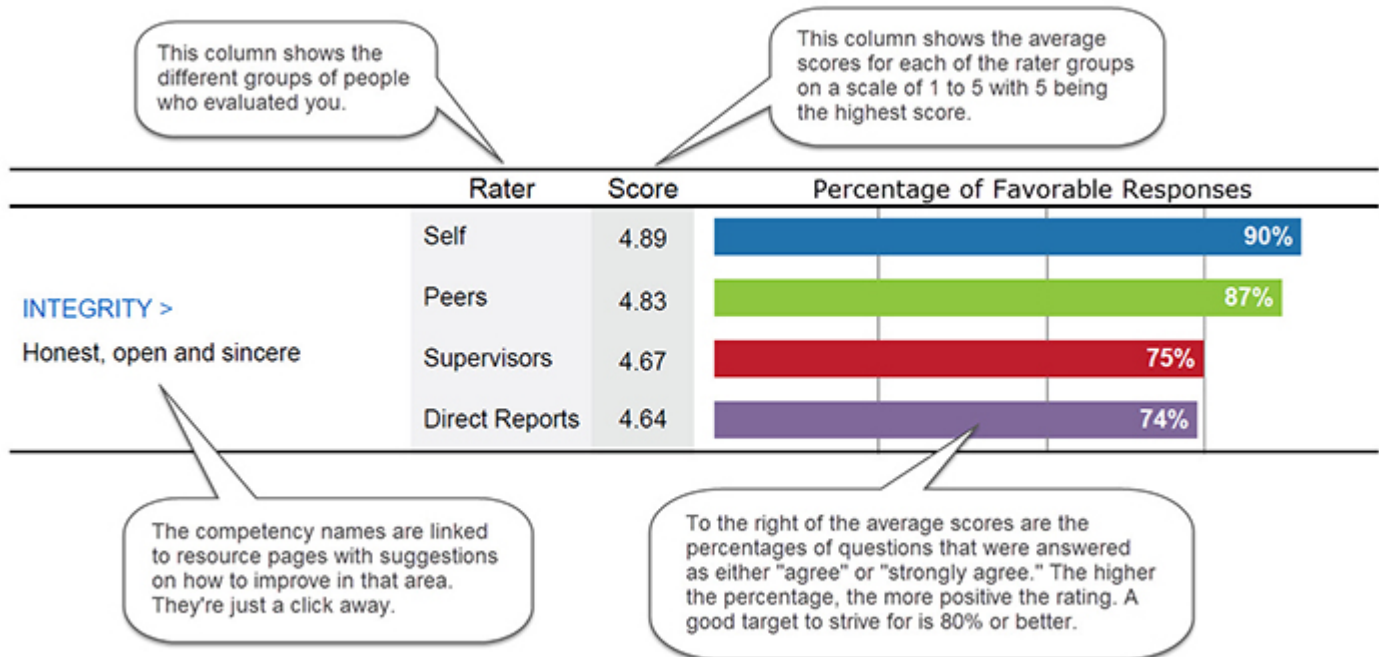 This column shows the
different groups of people
who evaluated you.
This column shows the average
scores for each of the rater groups
on a scale of 1 to 5 with 5 being
the highest score.
Rater Score Percentage of Favorable Responses
INTEGRITY >
Honest, open and sincere
Self 4.89 90%
Peers 4.83 87%
Supervisors 4.67 75%
Direct Reports 4.64 74%
The competency names are linked
to resource pages with suggestions
on how to improve in that area.
They're just a click away.
To the right of the average scores are the
percentages of questions that were answered
as either "agree" or "strongly agree." The higher
the percentage, the more positive the rating. A
good target to strive for is 80% or better.